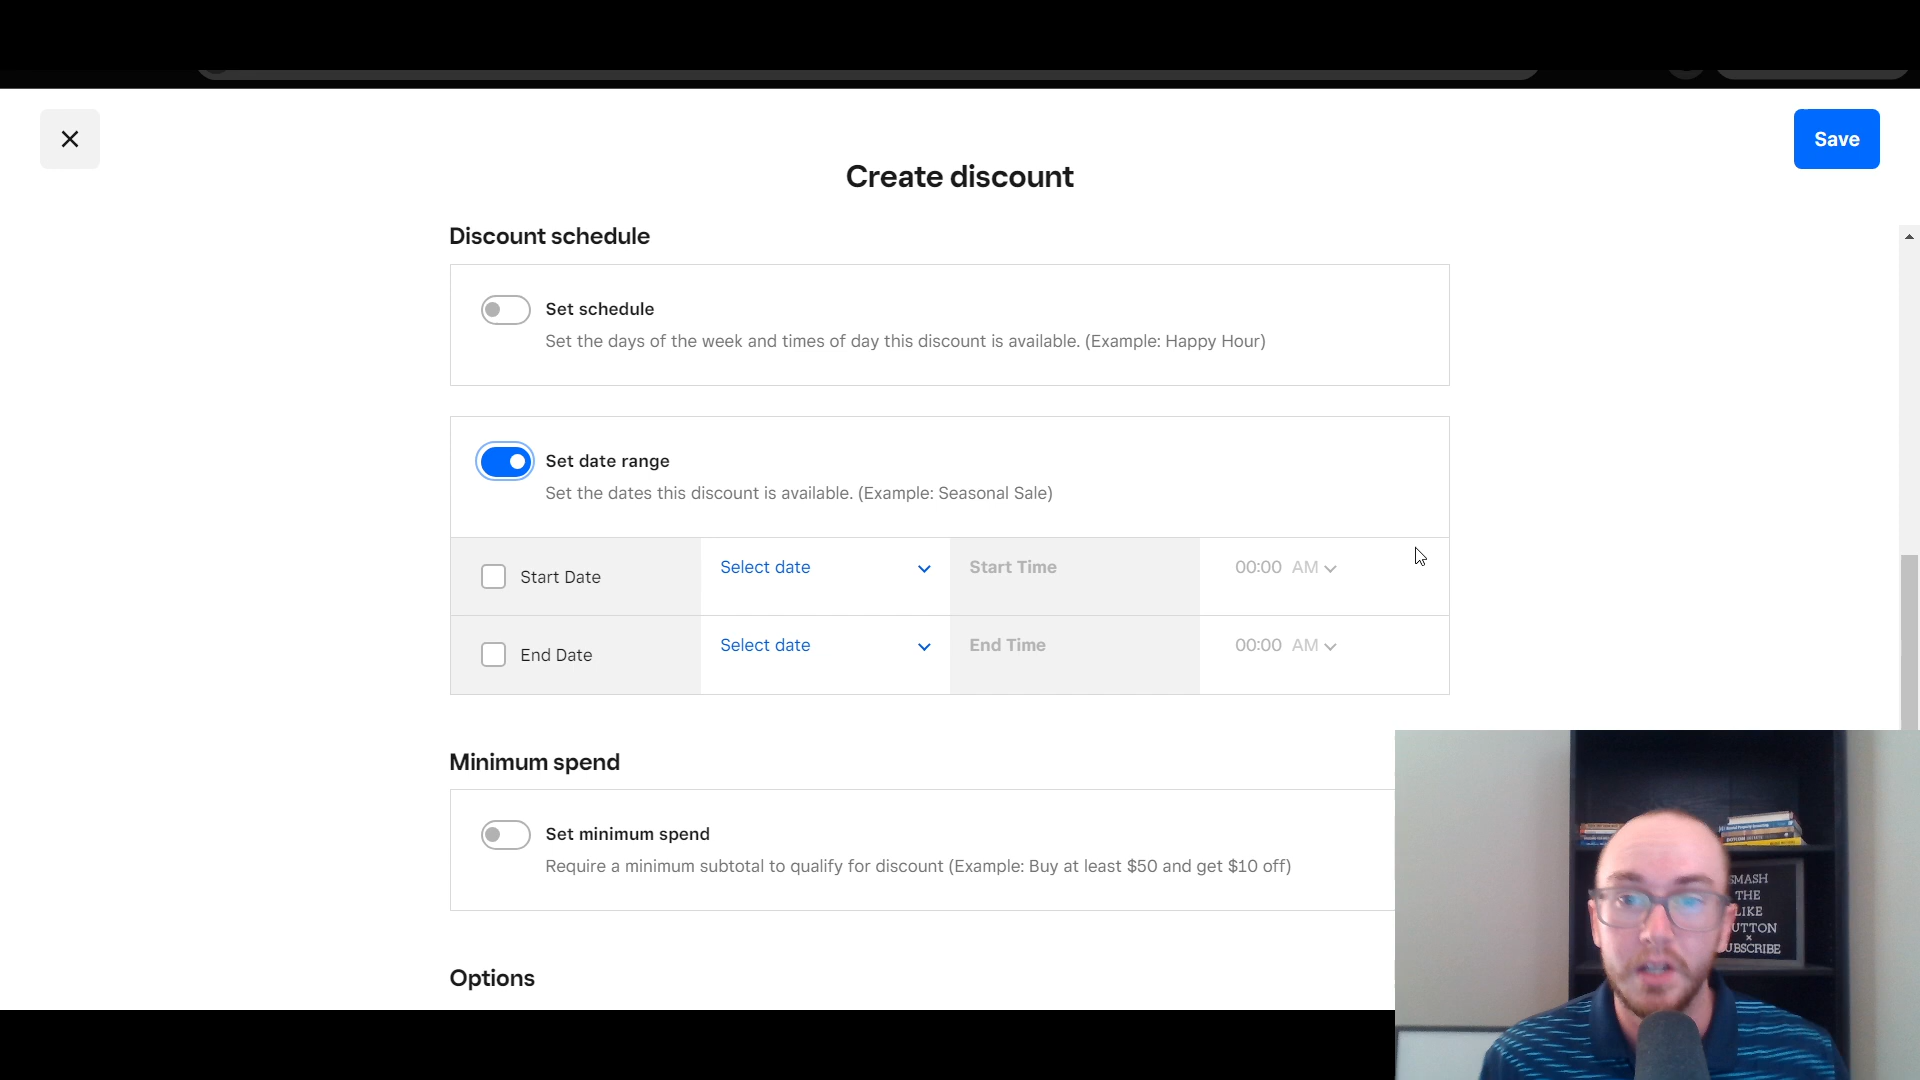 Save
Create discount
Discount schedule
Set schedule
Set the days of the week and times of day this discount is available. (Example: Happy Hour)
Set date range
Set the dates this discount is available. (Example: Seasonal Sale)
Start Date Select date Start Time 00:00 AM
End Date Select date End Time 00:00 AM
Minimum spend
Set minimum spend
Require a minimum subtotal to qualify for discount (Example: Buy at least $50 and get $10 off)
Options
SMASH
THE
LIKE
UTTON
×
UBSCRIBE